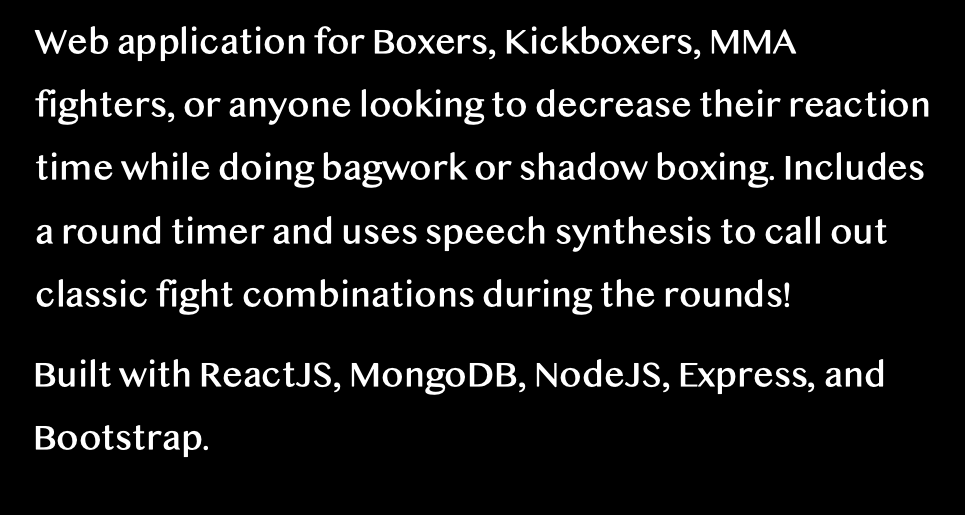 Web application for Boxers, Kickboxers, MMA
fighters, or anyone looking to decrease their reaction
time while doing bagwork or shadow boxing. Includes
a round timer and uses speech synthesis to call out
classic fight combinations during the rounds!
Built with ReactJS, MongoDB, NodeJS, Express, and
Bootstrap.